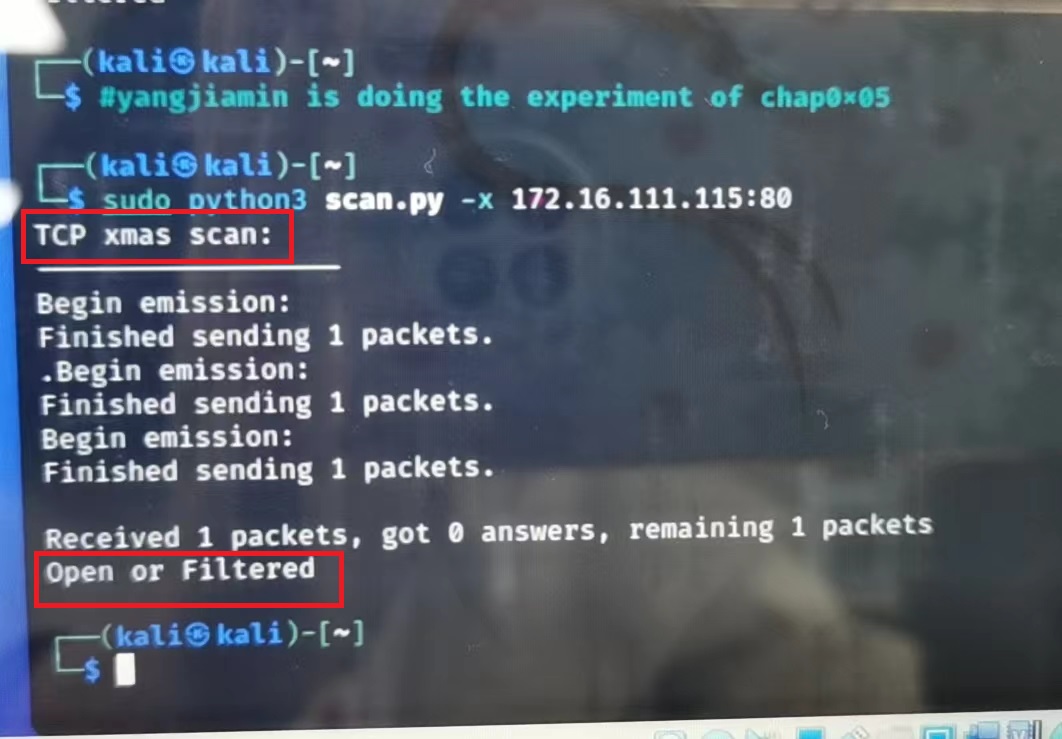 ┌──(kali㉿kali)-[~]
└─$ #yangjiamin is doing the experiment of chap0×05
┌──(kali㉿kali)-[~]
└─$ sudo python3 scan.py -x 172.16.111.115:80
TCP xmas scan:
Begin emission:
Finished sending 1 packets.
.Begin emission:
Finished sending 1 packets.
Begin emission:
Finished sending 1 packets.
Received 1 packets, got 0 answers, remaining 1 packets
Open or Filtered
┌──(kali㉿kali)-[~]
└─$